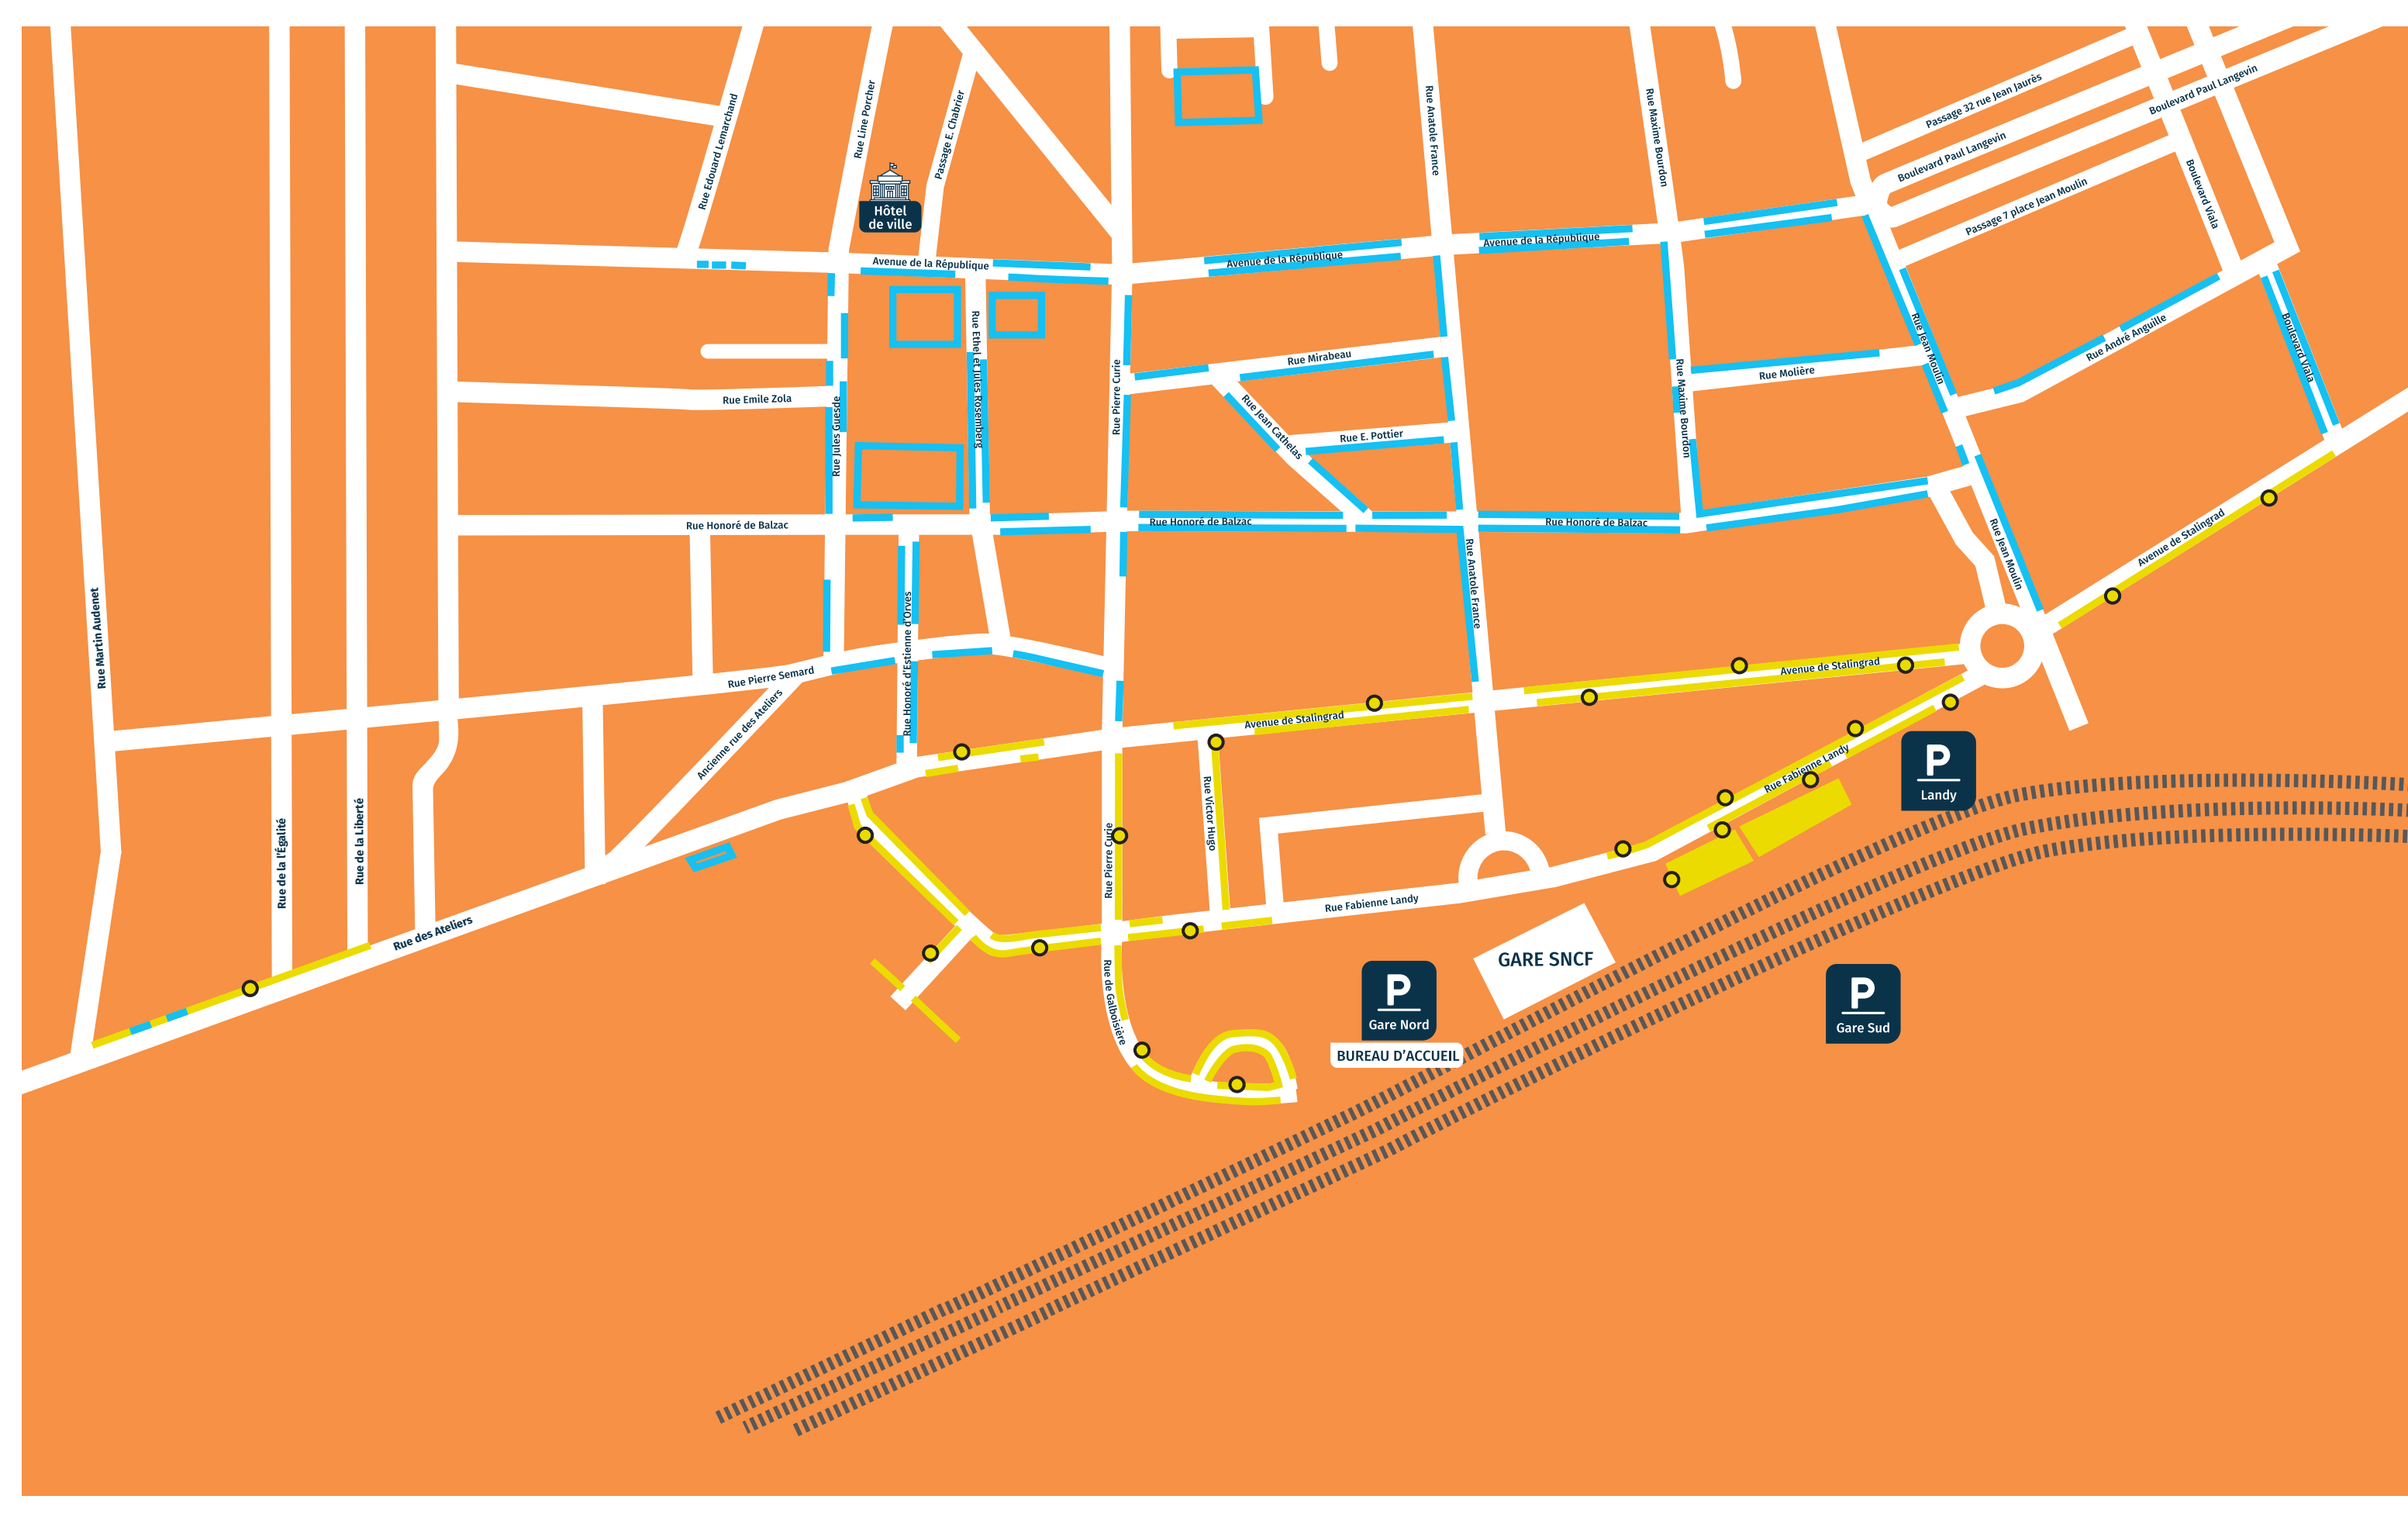 Passage 32 rue Jean Jaurès
Boulevard Paul Langevin
Boulevard Paul Langevin
Passage 7 place Jean Moulin
Boulevard Viala
Rue Edouard Lemarchand
Rue Line Porcher
Passage E. Chabrier
Rue Anatole France
Rue Maxime Bourdon
Hôtel
de ville
Avenue de la République
Avenue de la République
Avenue de la République
Rue Ethel et Jules Rosemberg
Rue Pierre Curie
Rue Mirabeau
Rue Molière
Rue Jean Moulin
Rue André Anguille
Boulevard Viala
Rue Emile Zola
Rue Jules Guesde
Rue Jean Cathelas
Rue E. Pottier
Rue Maxime Bourdon
Rue Honoré de Balzac
Rue Honoré de Balzac
Rue Honoré de Balzac
Rue Anatole France
Rue Jean Moulin
Avenue de Stalingrad
Rue Martin Audenet
Rue Honoré d'Estienne d'Orves
Rue Pierre Semard
Ancienne rue des Ateliers
Avenue de Stalingrad
Avenue de Stalingrad
Rue Fabienne Landy
P
Landy
Rue de la l'Égalité
Rue de la Liberté
Rue Pierre Curie
Rue Victor Hugo
Rue Fabienne Landy
Rue des Ateliers
Rue de Galboisière
GARE SNCF
P
Gare Nord
BUREAU D'ACCUEIL
P
Gare Sud